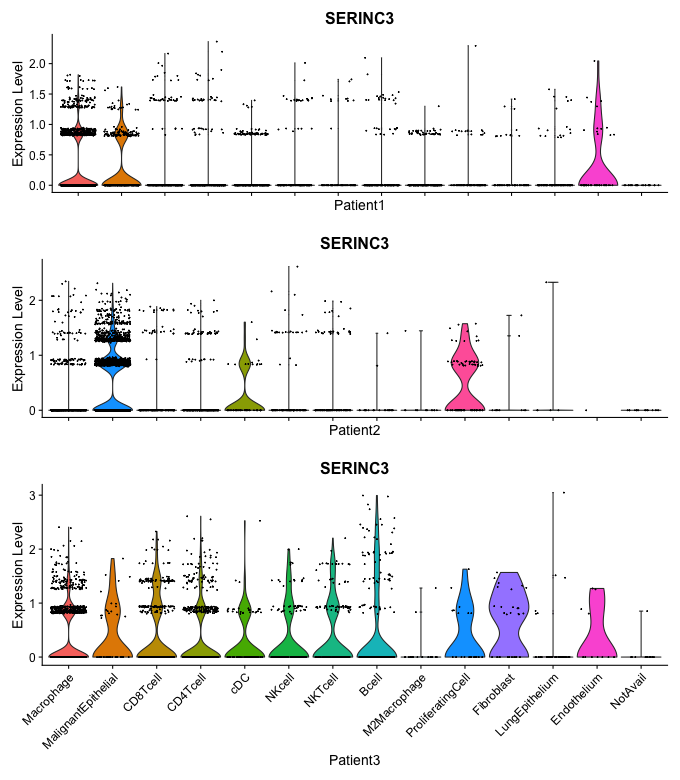 SERINC3
Expression Level
2.0
1.5
1.0
0.5
0.0
Patient1
SERINC3
Expression Level
2
1
0
Patient2
SERINC3
Expression Level
3
2
1
0
Macrophage
MalignantEpithelial
CD8Tcell
CD4Tcell
cDC
NKcell
NKTcell
Bcell
M2Macrophage
ProliferatingCell
Fibroblast
LungEpithelium
Endothelium
NotAvail
Patient3